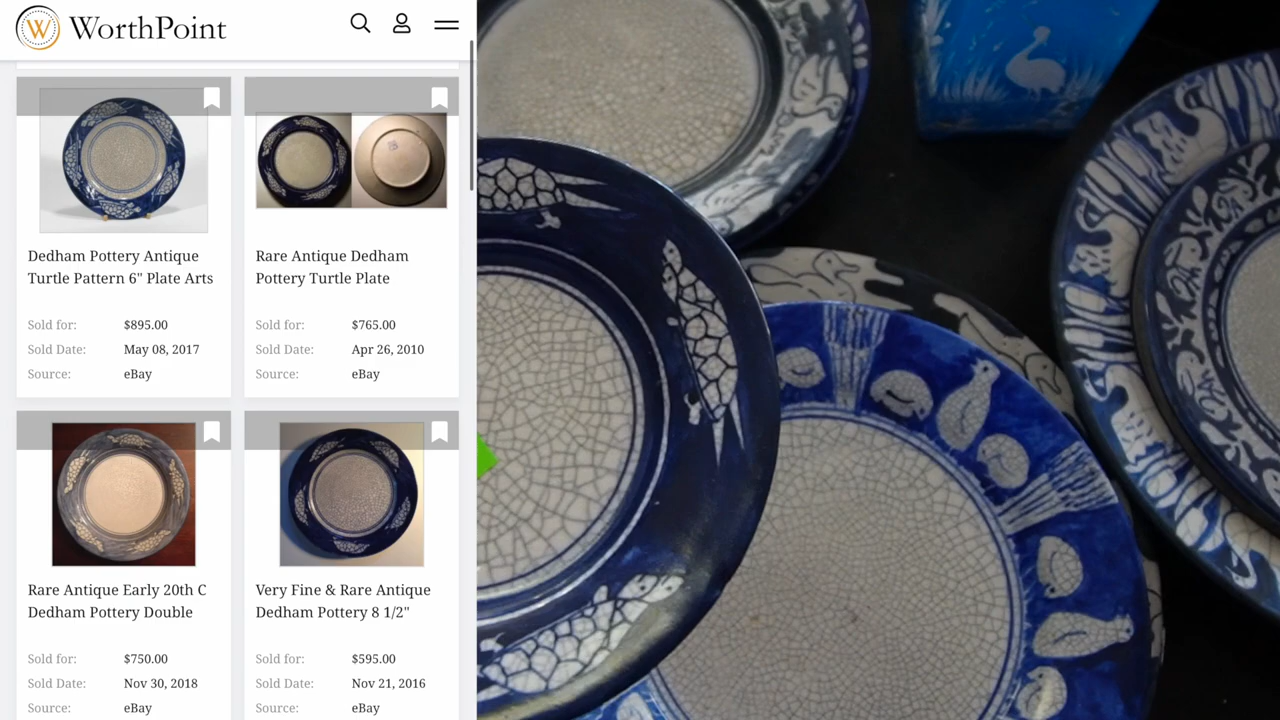 W WorthPoint
Dedham Pottery Antique
Turtle Pattern 6" Plate Arts
Sold for: $895.00
Sold Date: May 08, 2017
Source: eBay
Rare Antique Dedham
Pottery Turtle Plate
Sold for: $765.00
Sold Date: Apr 26, 2010
Source: eBay
Rare Antique Early 20th C
Dedham Pottery Double
Sold for: $750.00
Sold Date: Nov 30, 2018
Source: eBay
Very Fine & Rare Antique
Dedham Pottery 8 1/2"
Sold for: $595.00
Sold Date: Nov 21, 2016
Source: eBay